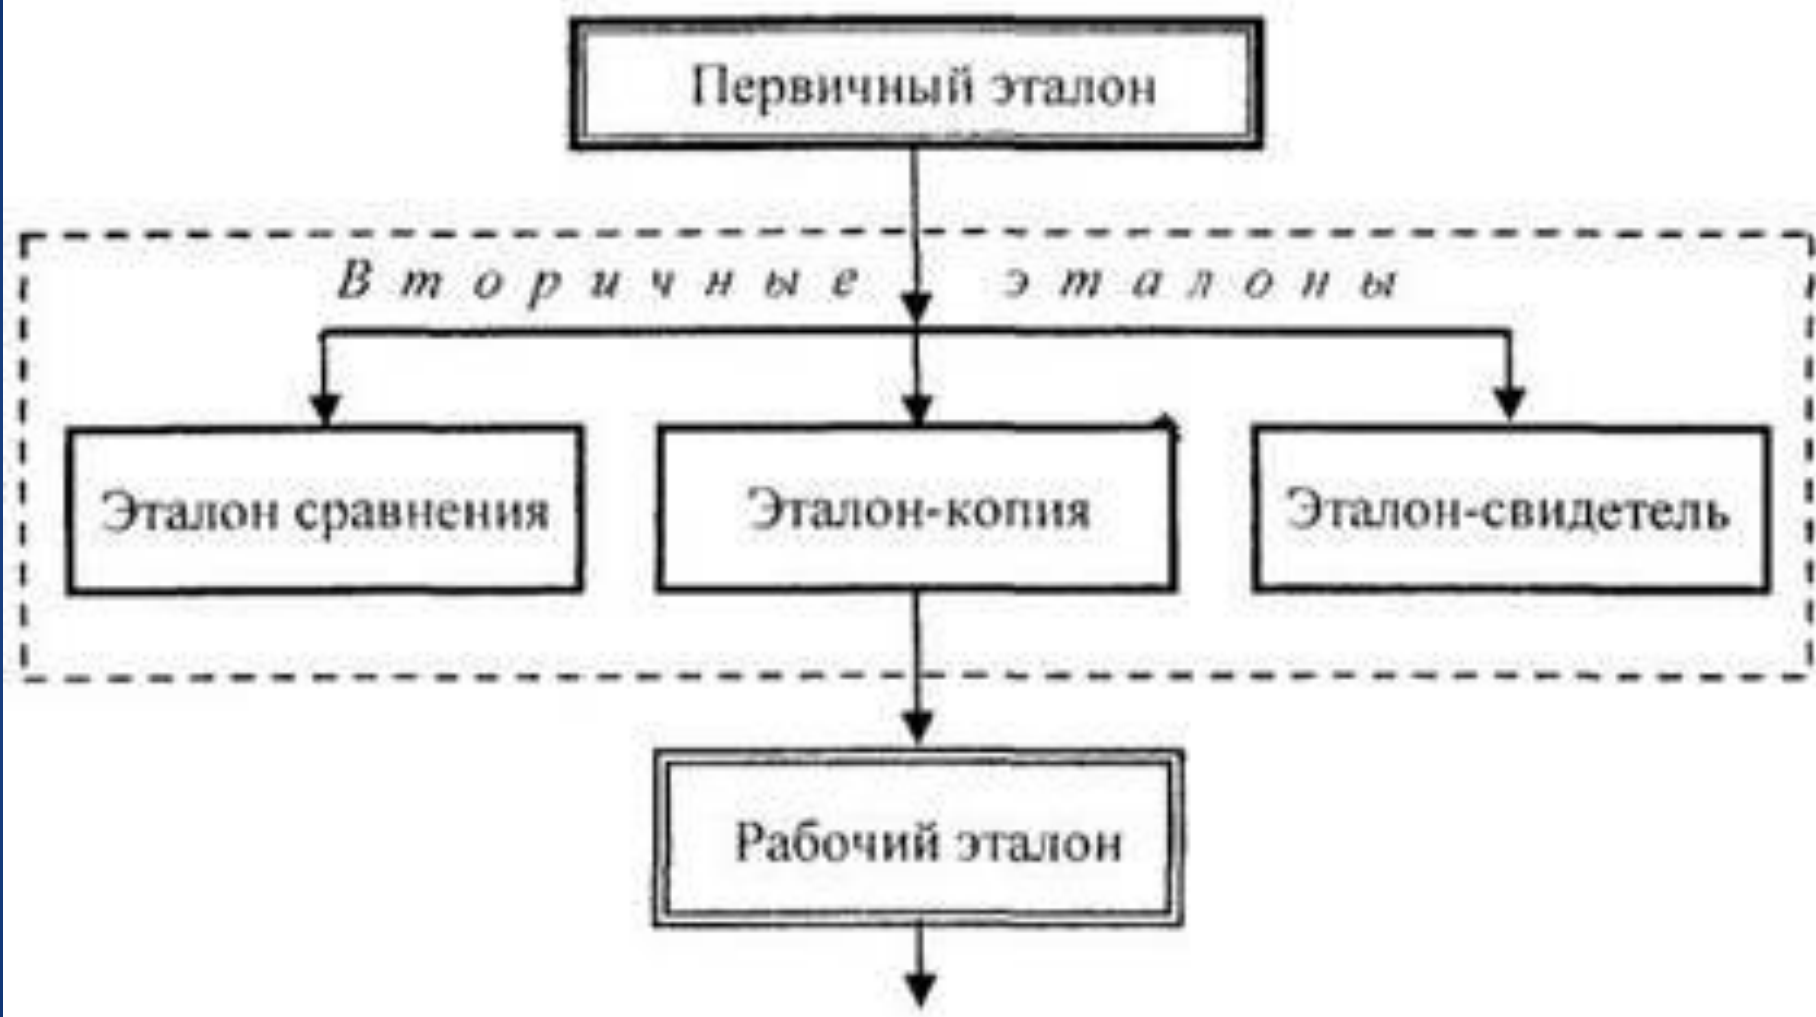 Первичный эталон
Вторичные эталоны
Эталон сравнения
Эталон-копия
Эталон-свидетель
Рабочий эталон